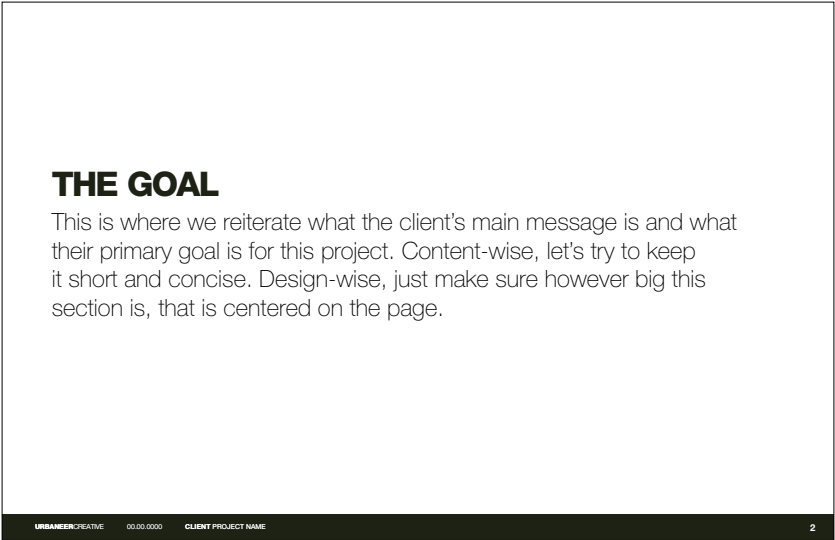 THE GOAL
This is where we reiterate what the client's main message is and what
their primary goal is for this project. Content-wise, let's try to keep
it short and concise. Design-wise, just make sure however big this
section is, that is centered on the page.
URBANEERCREATIVE 00.00.0000 CLIENT PROJECT NAME 2